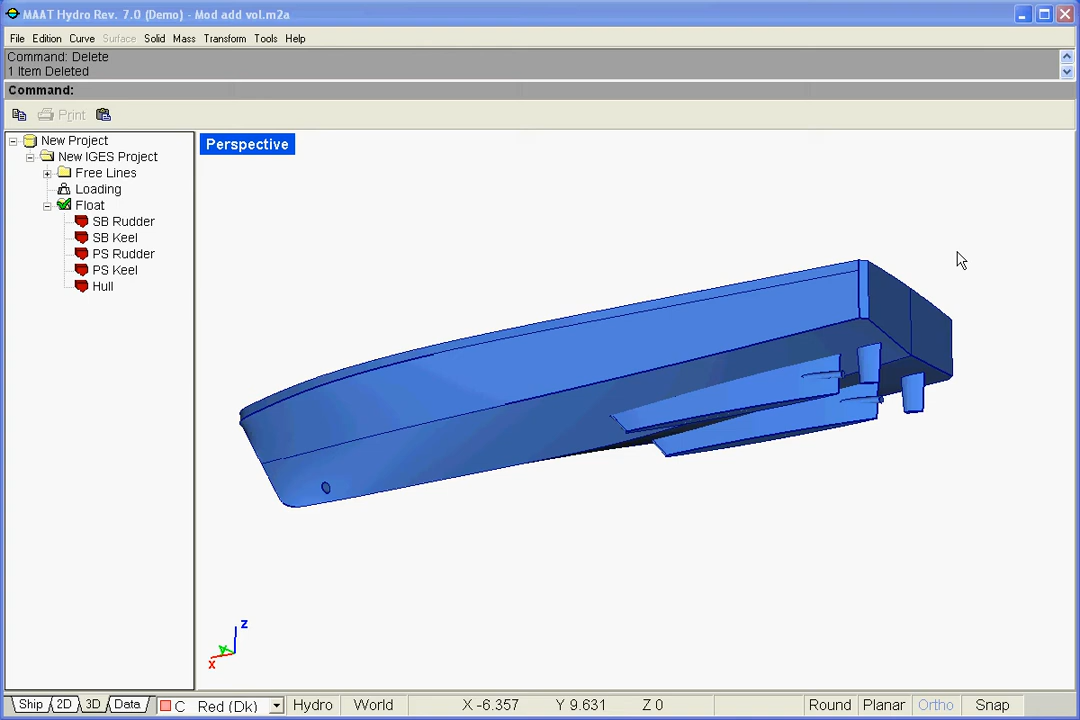 MAAT Hydro Rev. 7.0 (Demo) - Mod add vol.m2a
File Edition Curve Surface Solid Mass Transform Tools Help
Command: Delete
1 Item Deleted
Command:
Print
New Project
Perspective
New IGES Project
Free Lines
Loading
Float
SB Rudder
SB Keel
PS Rudder
PS Keel
Hull
z
x
Ship 2D 3D Data C Red (Dk) Hydro World X -6.357 Y 9.631 Z 0 Round Planar Ortho Snap